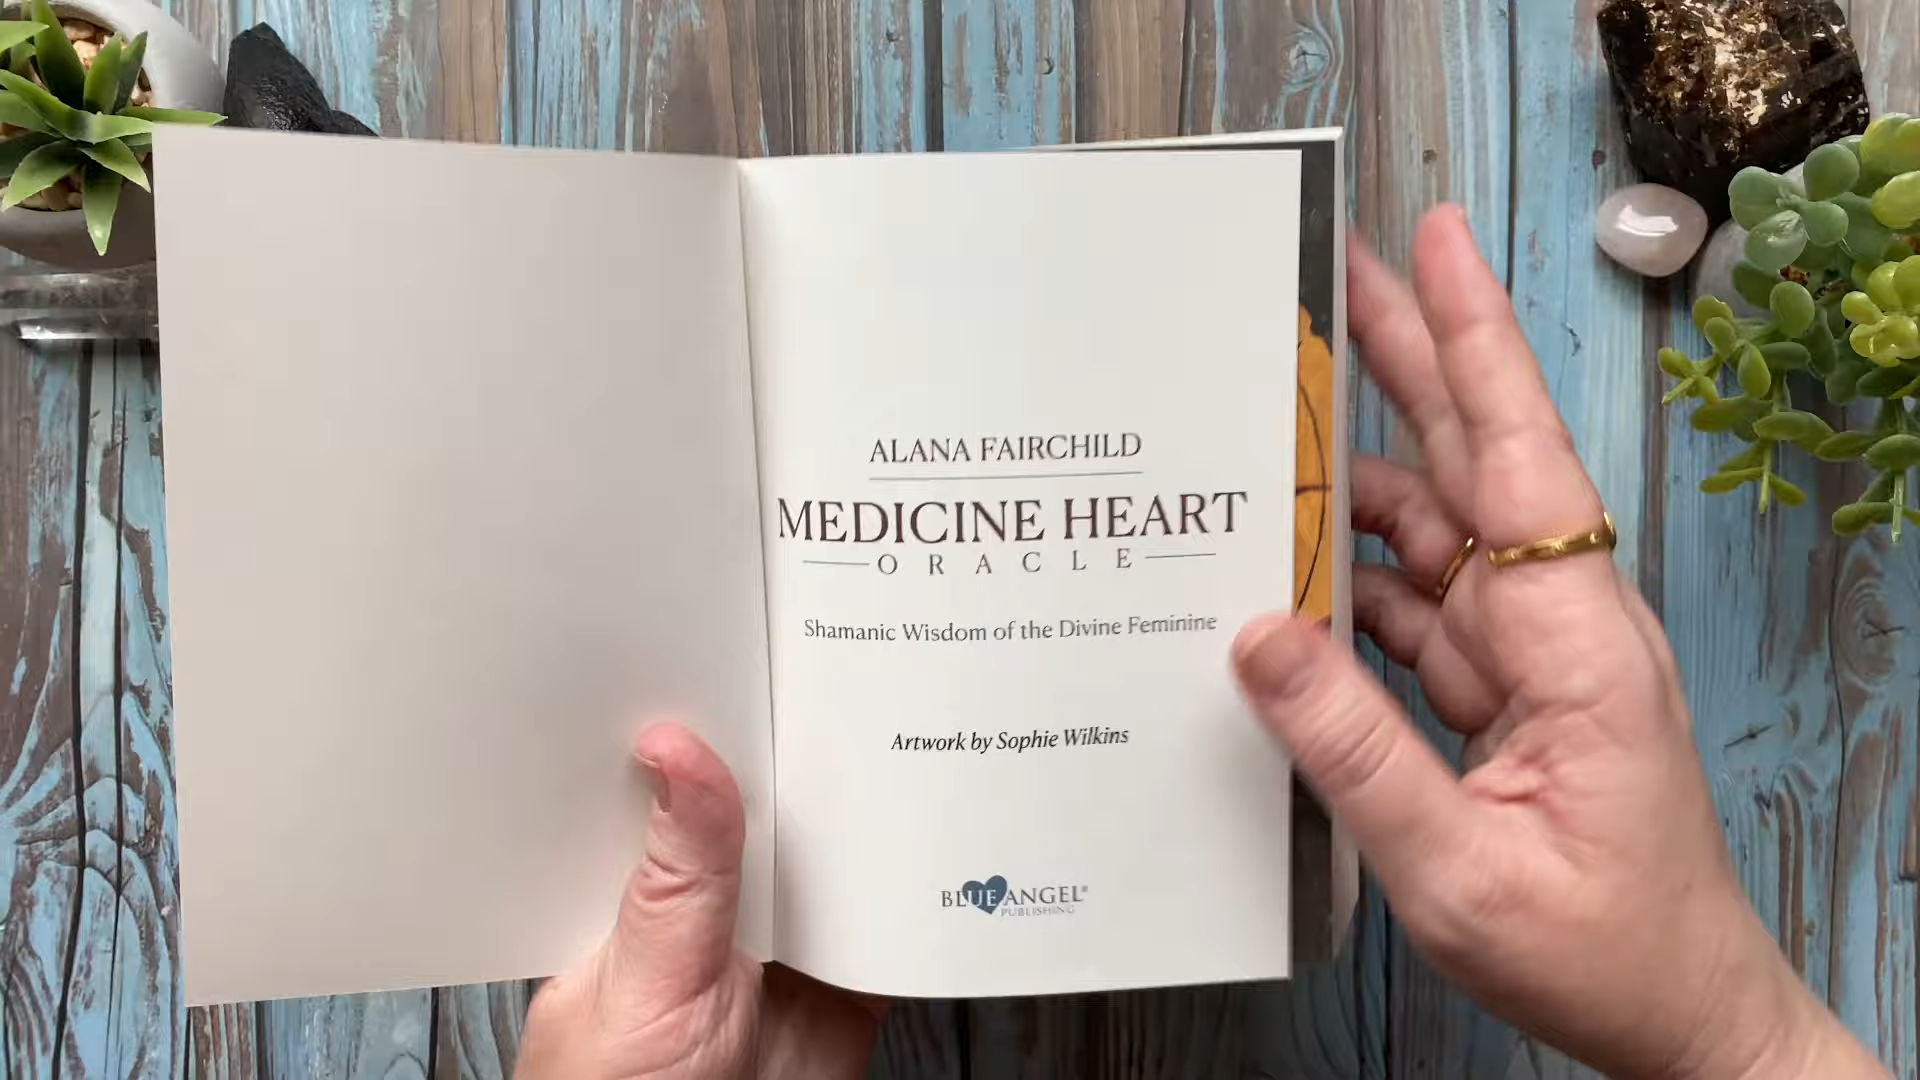 ALANA FAIRCHILD
MEDICINE HEART
ORACLE
Shamanic Wisdom of the Divine Feminine
Artwork by Sophie Wilkins
BLUE ANGEL®
PUBLISHING